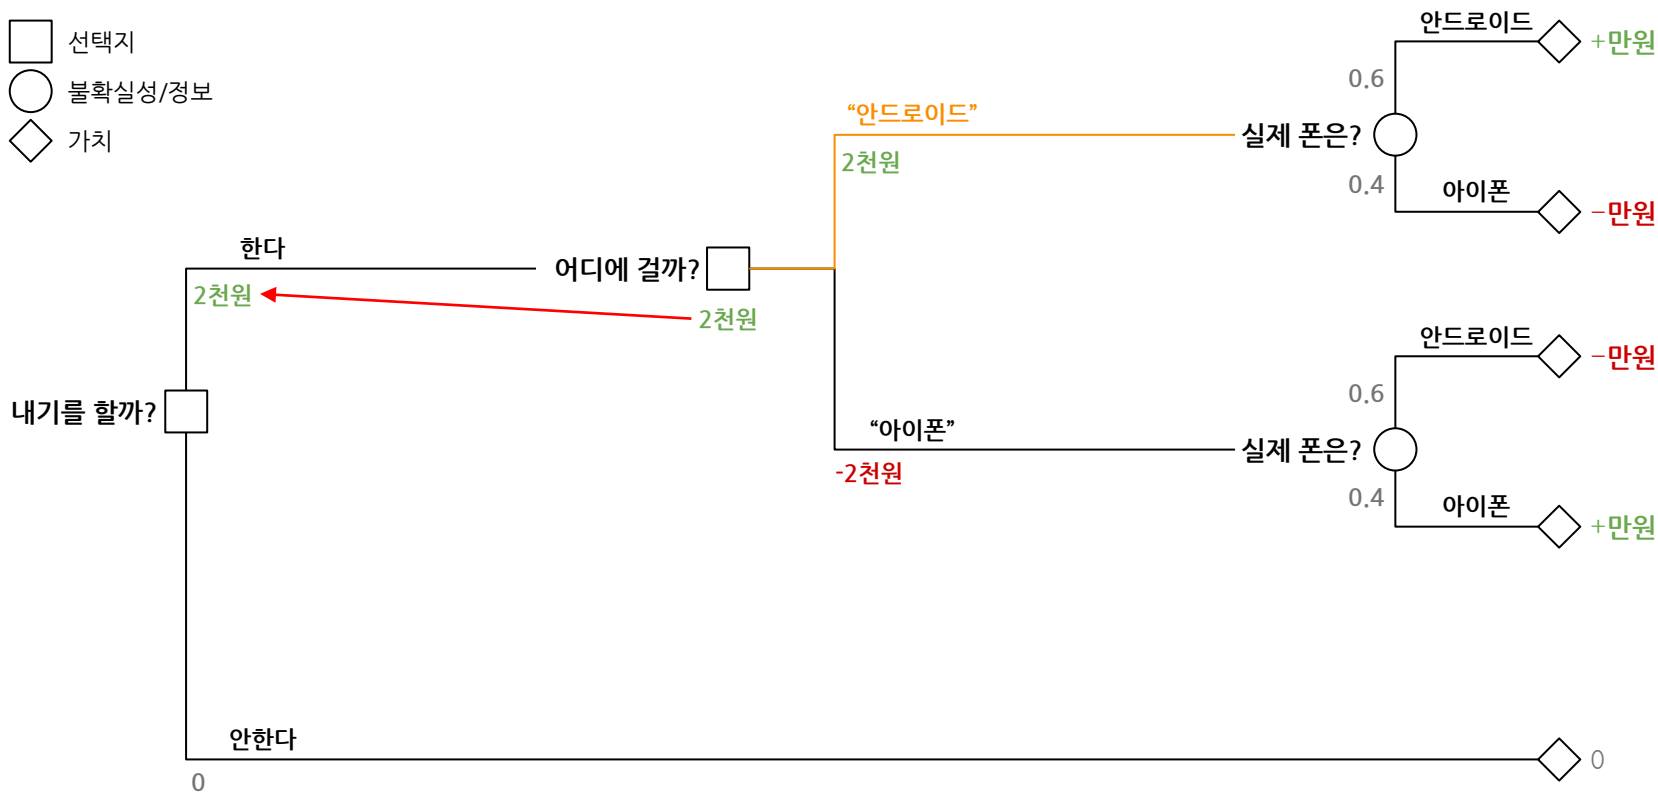 선택지
불확실성/정보
가치
내기를 할까?
한다
2천원
어디에 걸까?
2천원
“안드로이드”
2천원
실제 폰은?
0.6
안드로이드
+만원
0.4
아이폰
−만원
“아이폰”
-2천원
실제 폰은?
0.6
안드로이드
−만원
0.4
아이폰
+만원
안한다
0
0